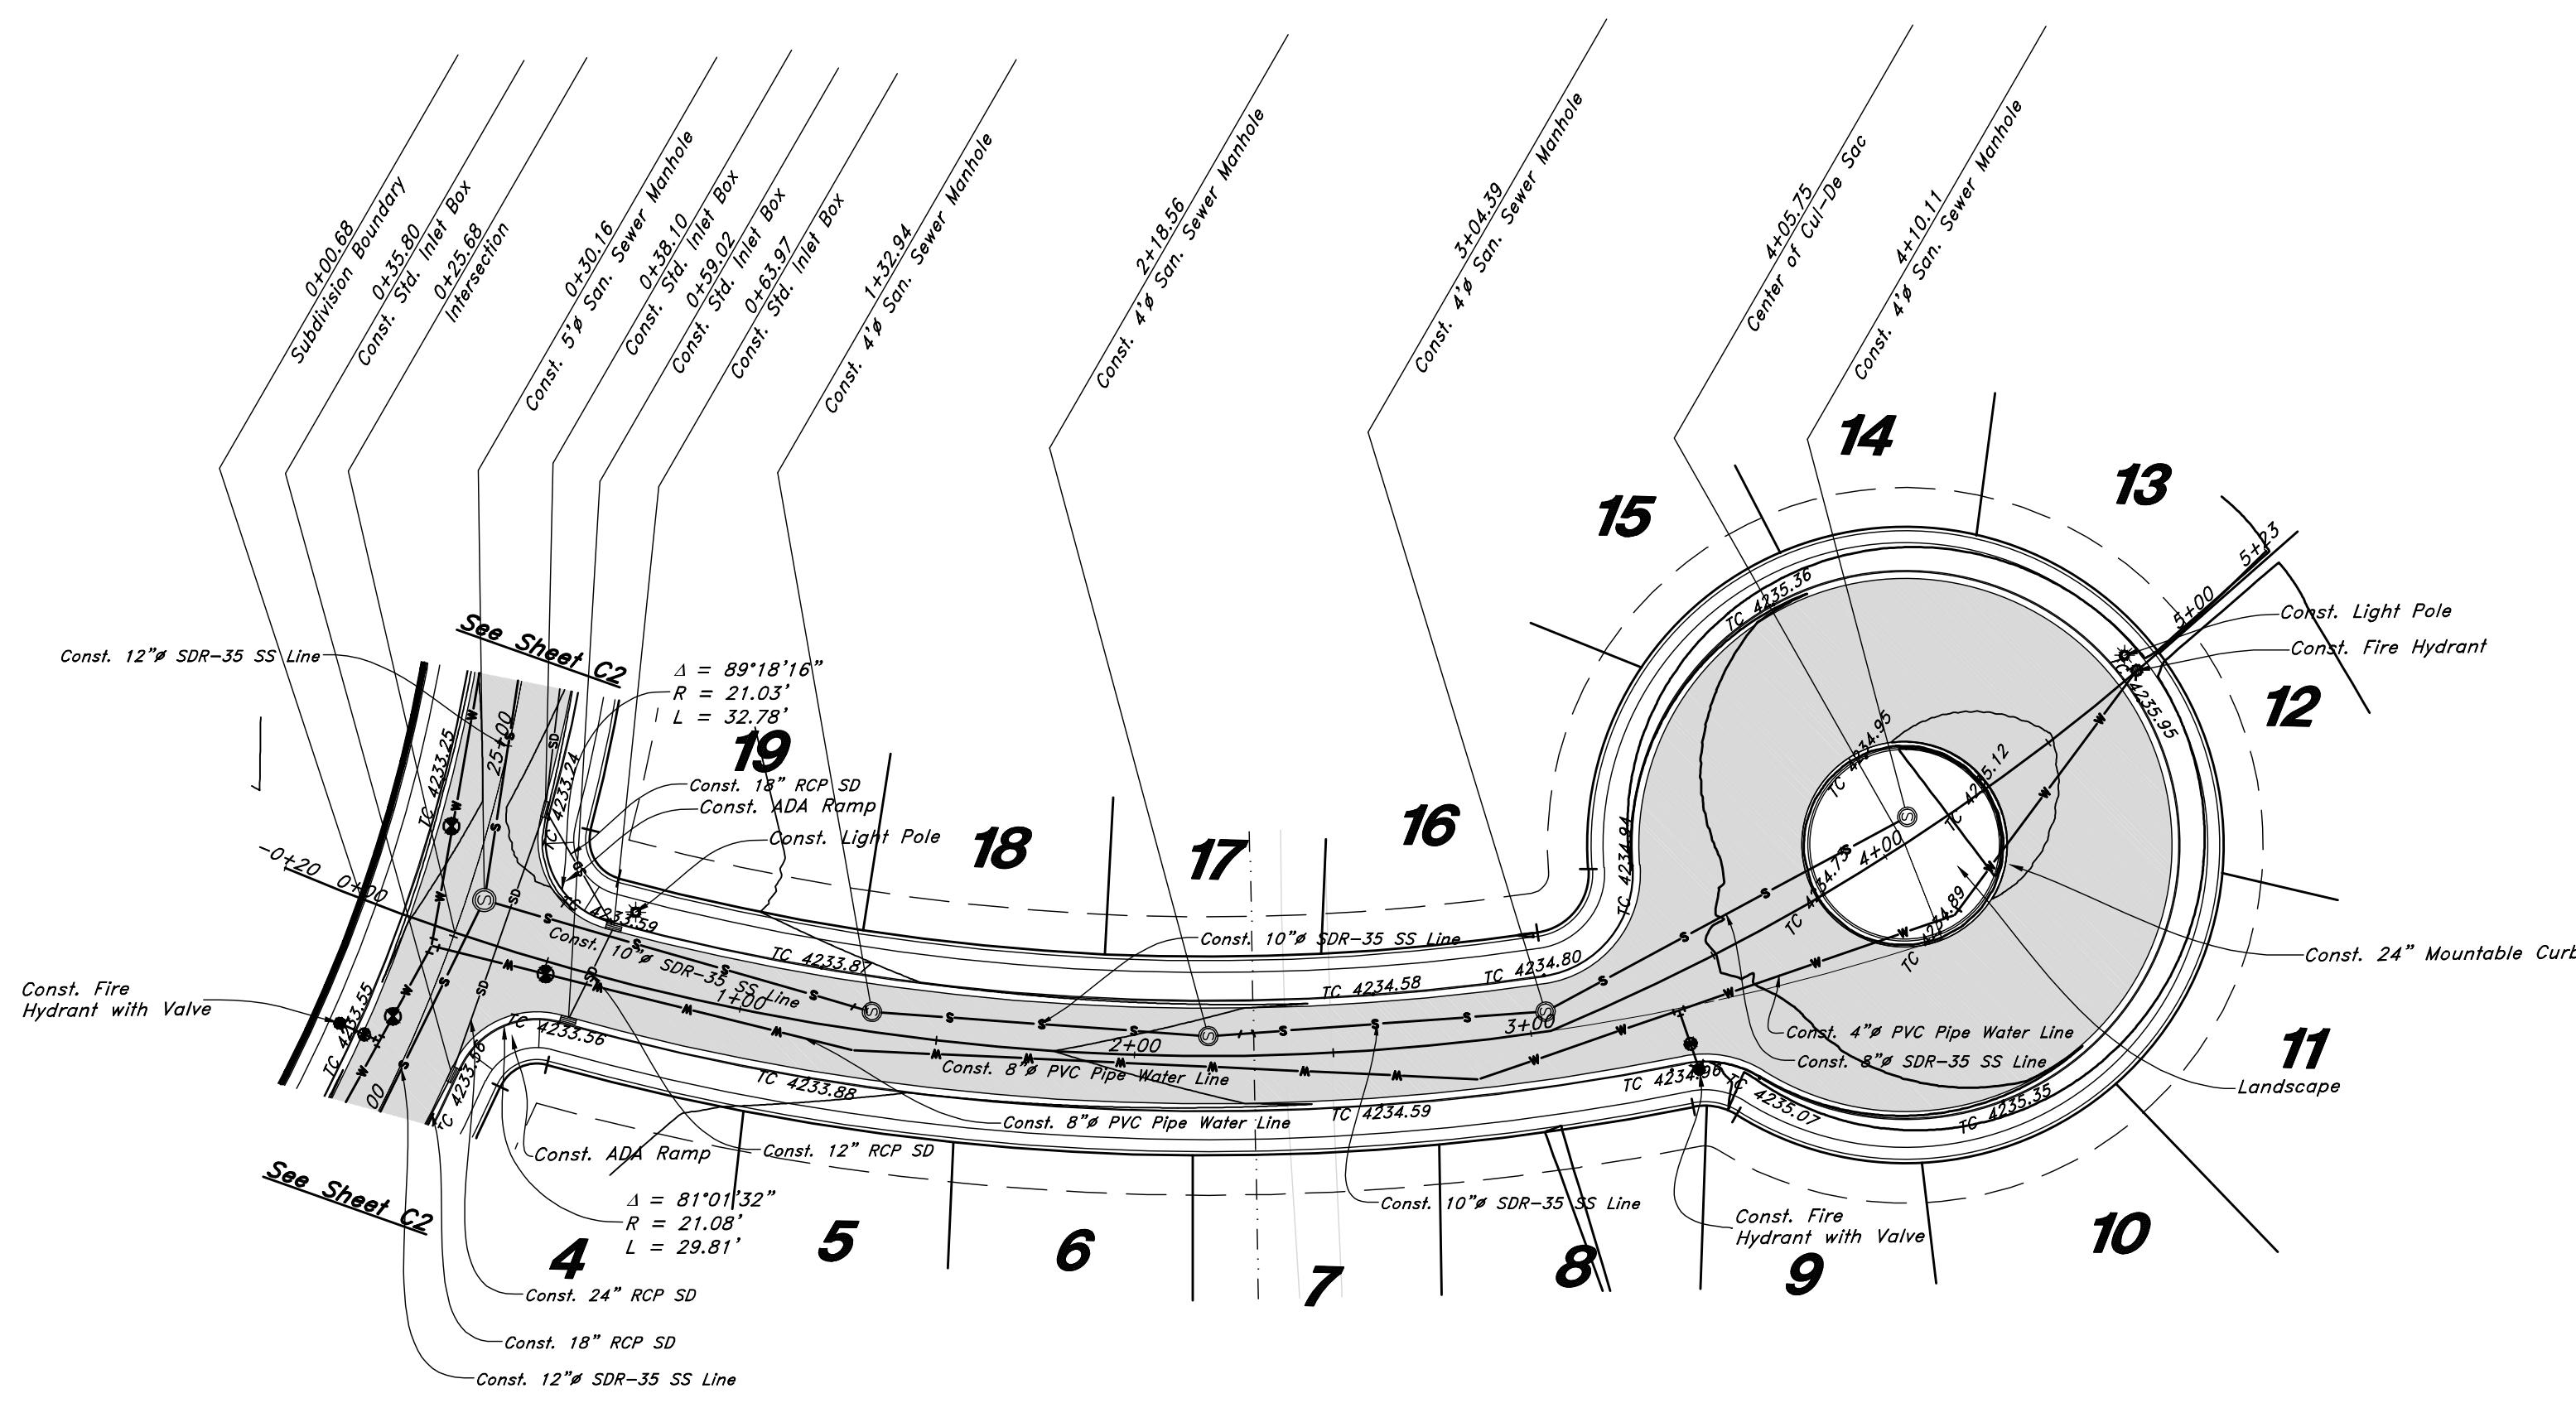 0+00.68
Subdivision Boundary
0+35.80
Const. Std. Inlet Box
0+25.68
Intersection
0+30.16
Const. 5'ø San. Sewer Manhole
0+38.10
Const. Std. Inlet Box
0+59.02
Const. Std. Inlet Box
0+63.97
Const. Std. Inlet Box
1+32.94
Const. 4'ø San. Sewer Manhole
2+18.56
Const. 4'ø San. Sewer Manhole
3+04.39
Const. 4'ø San. Sewer Manhole
4+05.75
Center of Cul-De Sac
4+10.11
Const. 4'ø San. Sewer Manhole
14
13
15
5+23
5+00
Const. Light Pole
Const. Fire Hydrant
12
TC 4235.36
TC 4235.95
See Sheet C2
Const. 12"ø SDR-35 SS Line
Δ = 89°18'16"
R = 21.03'
L = 32.78'
19
Const. 18" RCP SD
Const. ADA Ramp
Const. Light Pole
18
17
16
25+00
TC 4233.25
TC 4233.24
TC 4234.94
TC 4234.95
TC 4235.12
TC 4234.73
TC 4234.89
4+00
-0+20
0+00
TC 4233.59
Const. 10"ø SDR-35 SS Line
TC 4233.87
Const. 10"ø SDR-35 SS Line
TC 4234.58
TC 4234.80
1+00
2+00
3+00
Const. 24" Mountable Curb
Const. Fire
Hydrant with Valve
TC 4233.55
TC 4233.56
TC 4233.56
00
Const. 8"ø PVC Pipe Water Line
Const. 4"ø PVC Pipe Water Line
Const. 8"ø SDR-35 SS Line
11
Landscape
TC 4233.88
TC 4234.59
TC 4234.96
TC 4235.07
TC 4235.35
Const. 8"ø PVC Pipe Water Line
Const. ADA Ramp
Const. 12" RCP SD
See Sheet C2
Δ = 81°01'32"
R = 21.08'
L = 29.81'
Const. 10"ø SDR-35 SS Line
Const. Fire
Hydrant with Valve
4
5
6
7
8
9
10
Const. 24" RCP SD
Const. 18" RCP SD
Const. 12"ø SDR-35 SS Line
S
W
SD